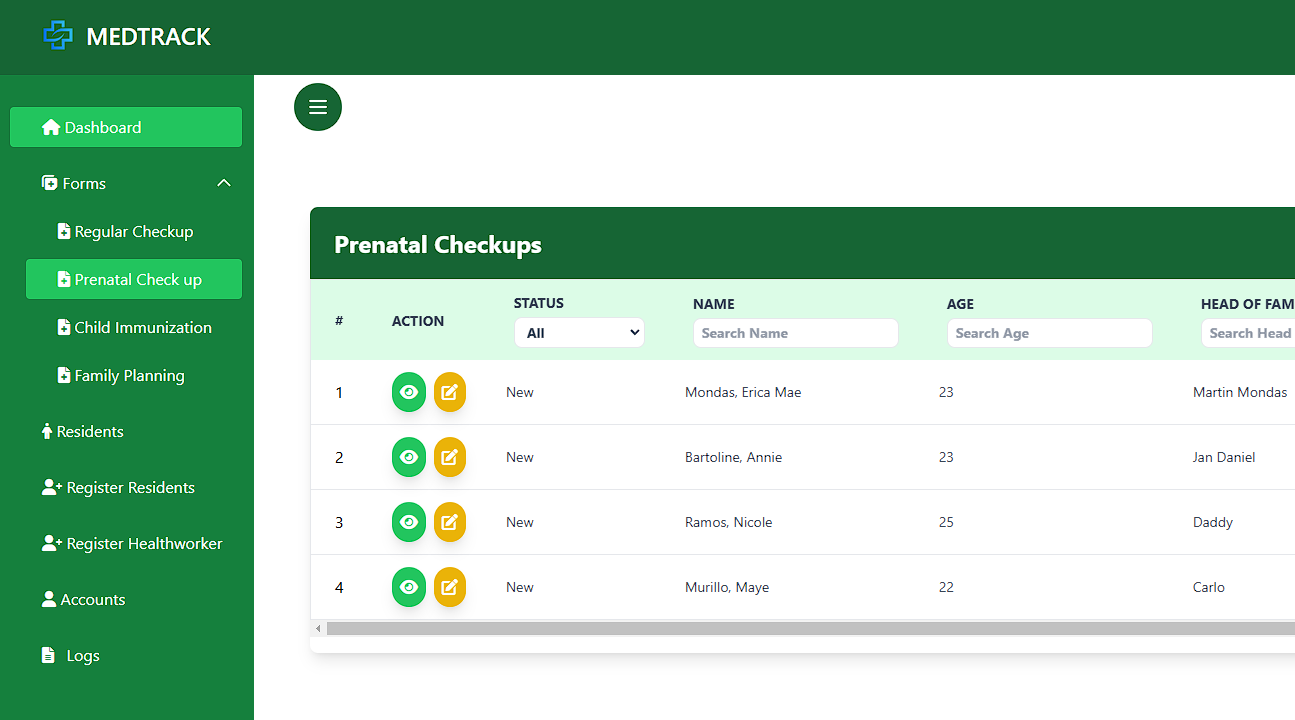 MEDTRACK
Dashboard
Forms
Regular Checkup
Prenatal Check up
Child Immunization
Family Planning
Residents
Register Residents
Register Healthworker
Accounts
Logs
Prenatal Checkups
# ACTION STATUS NAME AGE HEAD OF FAM
All Search Name Search Age Search Head
1 New Mondas, Erica Mae 23 Martin Mondas
2 New Bartoline, Annie 23 Jan Daniel
3 New Ramos, Nicole 25 Daddy
4 New Murillo, Maye 22 Carlo